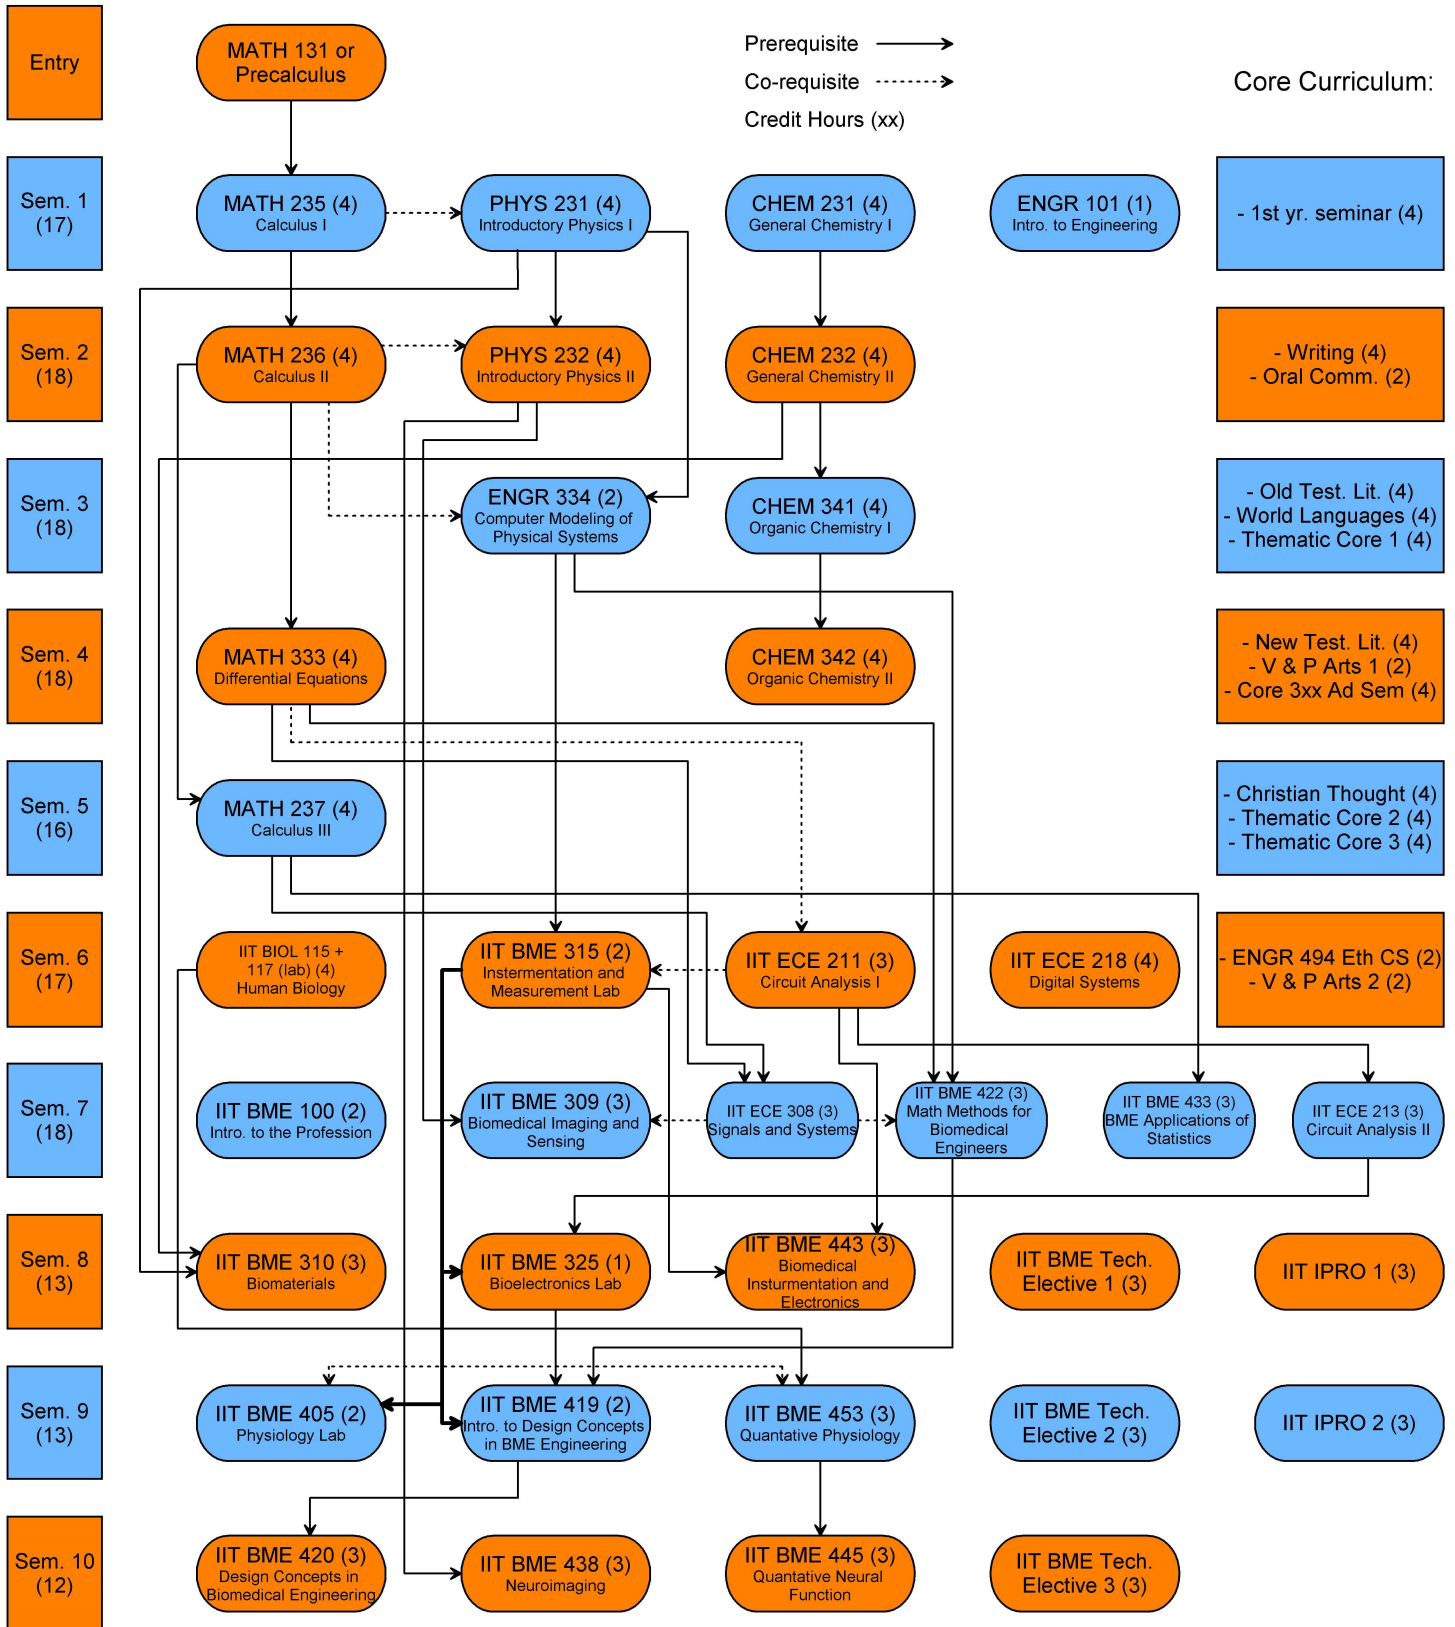 Entry
MATH 131 or
Precalculus
Prerequisite
Co-requisite
Credit Hours (xx)
Core Curriculum:
Sem. 1
(17)
MATH 235 (4)
Calculus I
PHYS 231 (4)
Introductory Physics I
CHEM 231 (4)
General Chemistry I
ENGR 101 (1)
Intro. to Engineering
- 1st yr. seminar (4)
Sem. 2
(18)
MATH 236 (4)
Calculus II
PHYS 232 (4)
Introductory Physics II
CHEM 232 (4)
General Chemistry II
- Writing (4)
- Oral Comm. (2)
Sem. 3
(18)
ENGR 334 (2)
Computer Modeling of
Physical Systems
CHEM 341 (4)
Organic Chemistry I
- Old Test. Lit. (4)
- World Languages (4)
- Thematic Core 1 (4)
Sem. 4
(18)
MATH 333 (4)
Differential Equations
CHEM 342 (4)
Organic Chemistry II
- New Test. Lit. (4)
- V & P Arts 1 (2)
- Core 3xx Ad Sem (4)
Sem. 5
(16)
MATH 237 (4)
Calculus III
- Christian Thought (4)
- Thematic Core 2 (4)
- Thematic Core 3 (4)
Sem. 6
(17)
IIT BIOL 115 +
117 (lab) (4)
Human Biology
IIT BME 315 (2)
Instermentation and
Measurement Lab
IIT ECE 211 (3)
Circuit Analysis I
IIT ECE 218 (4)
Digital Systems
- ENGR 494 Eth CS (2)
- V & P Arts 2 (2)
Sem. 7
(18)
IIT BME 100 (2)
Intro. to the Profession
IIT BME 309 (3)
Biomedical Imaging and
Sensing
IIT ECE 308 (3)
Signals and Systems
IIT BME 422 (3)
Math Methods for
Biomedical
Engineers
IIT BME 433 (3)
BME Applications of
Statistics
IIT ECE 213 (3)
Circuit Analysis II
Sem. 8
(13)
IIT BME 310 (3)
Biomaterials
IIT BME 325 (1)
Bioelectronics Lab
IIT BME 443 (3)
Biomedical
Insturmentation and
Electronics
IIT BME Tech.
Elective 1 (3)
IIT IPRO 1 (3)
Sem. 9
(13)
IIT BME 405 (2)
Physiology Lab
IIT BME 419 (2)
Intro. to Design Concepts
in BME Engineering
IIT BME 453 (3)
Quantative Physiology
IIT BME Tech.
Elective 2 (3)
IIT IPRO 2 (3)
Sem. 10
(12)
IIT BME 420 (3)
Design Concepts in
Biomedical Engineering
IIT BME 438 (3)
Neuroimaging
IIT BME 445 (3)
Quantative Neural
Function
IIT BME Tech.
Elective 3 (3)